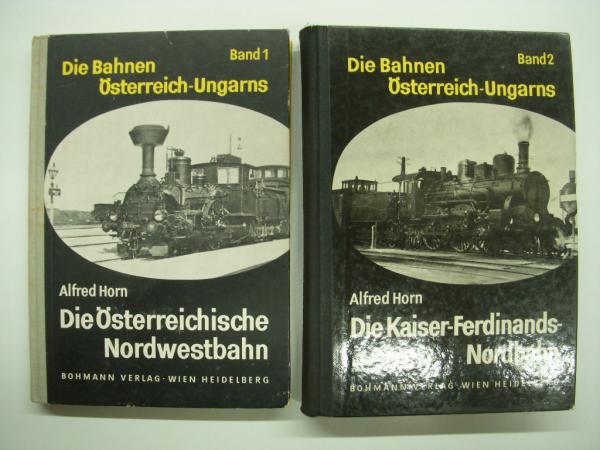 Band 1
Die Bahnen
Österreich-Ungarns
Alfred Horn
Die Österreichische
Nordwestbahn
BOHMANN VERLAG · WIEN HEIDELBERG
Band 2
Die Bahnen
Österreich-Ungarns
Alfred Horn
Die Kaiser-Ferdinands-
Nordbahn
BOHMANN VERLAG · WIEN HEIDELBERG